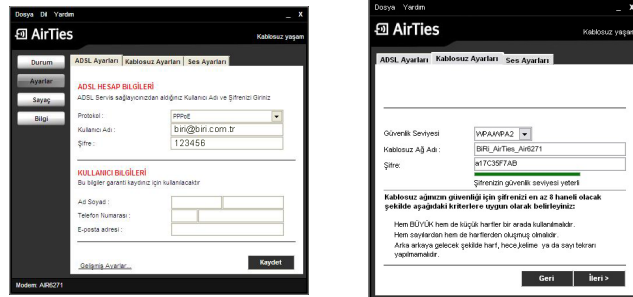 Dosya Dil Yardım _ X
AirTies
Kablosuz yaşam
Durum
Ayarlar
Sayaç
Bilgi
ADSL Ayarları Kablosuz Ayarları Ses Ayarları
ADSL HESAP BİLGİLERİ
ADSL Servis sağlayıcınızdan aldığınız Kullanıcı Adı ve Şifrenizi Giriniz
Protokol : PPPoE
Kullanıcı Adı : biri@biri.com.tr
Şifre : 123456
KULLANICI BİLGİLERİ
Bu bilgiler garanti kaydınız için kullanılacaktır
Ad Soyad :
Telefon Numarası :
E-posta adresi :
Gelişmiş Ayarlar...
Kaydet
Modem: AIR6271
Dosya Yardım _ X
AirTies
Kablosuz yaşam
ADSL Ayarları Kablosuz Ayarları Ses Ayarları
Güvenlik Seviyesi WPA/WPA2
Kablosuz Ağ Adı : BiRi_AirTies_Air6271
Şifre: a17C35F7AB
Şifrenizin güvenlik seviyesi yeterli
Kablosuz ağınızın güvenliği için şifrenizi en az 8 haneli olacak
şekilde aşağıdaki kriterlere uygun olarak belirleyiniz:
Hem BÜYÜK hem de küçük harfler bir arada kullanılmalıdır.
Hem sayılardan hem de harflerden oluşmuş olmalıdır.
Arka arkaya gelecek şekilde harf, hece,kelime ya da sayı tekrarı
yapılmamalıdır.
Geri İleri >